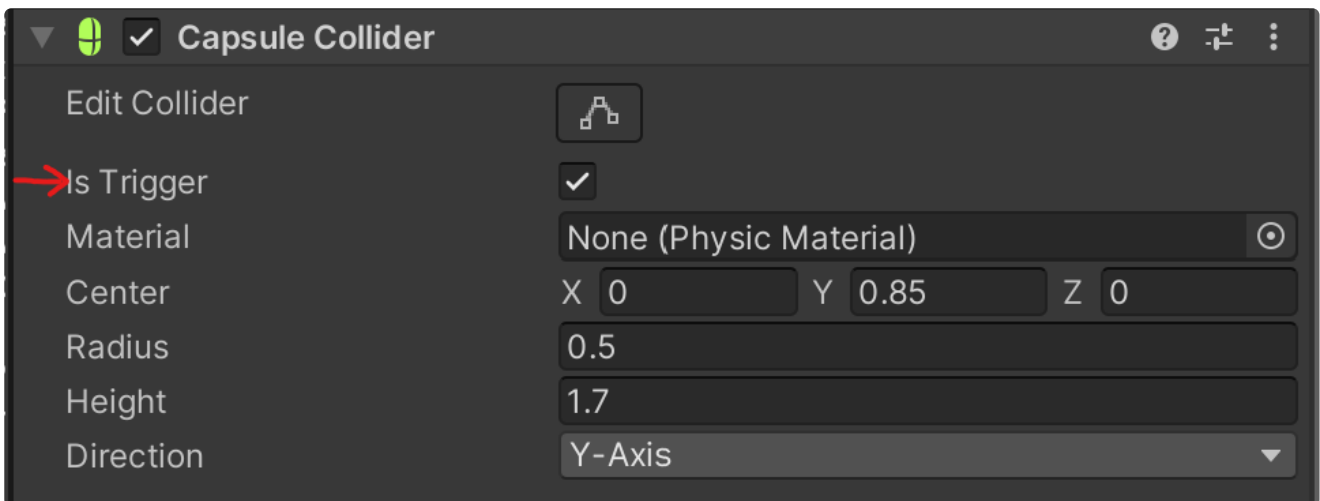 Capsule Collider
Edit Collider
Is Trigger
Material None (Physic Material)
Center X 0 Y 0.85 Z 0
Radius 0.5
Height 1.7
Direction Y-Axis